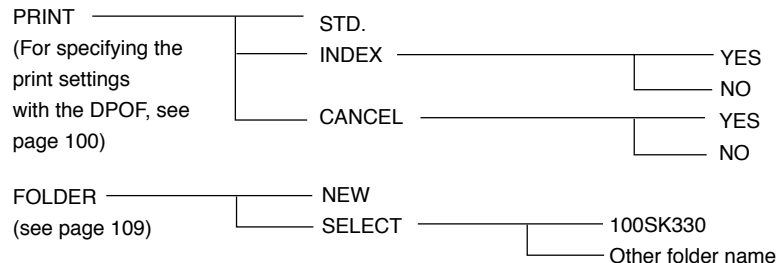 PRINT
STD.
(For specifying the
INDEX
YES
print settings
NO
with the DPOF, see
CANCEL
YES
page 100)
NO
FOLDER
NEW
(see page 109)
SELECT
100SK330
Other folder name